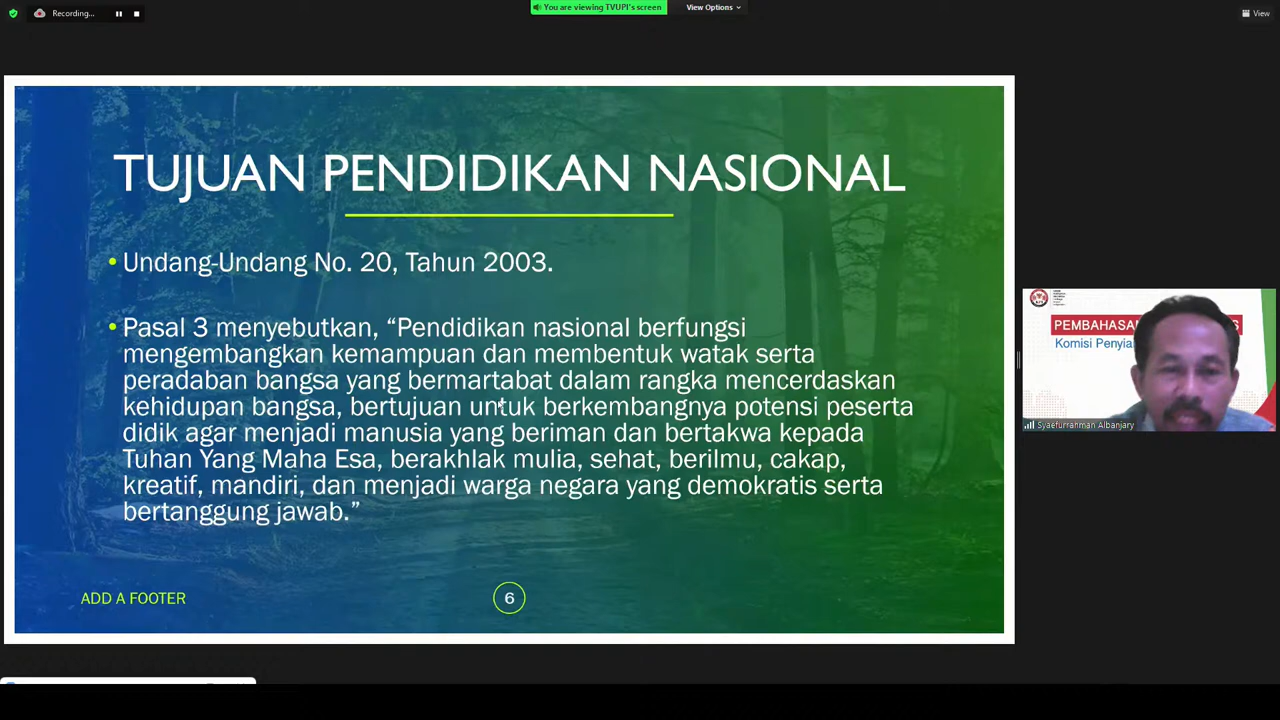 Recording...
You are viewing TVUPI's screen
View Options
View
TUJUAN PENDIDIKAN NASIONAL
• Undang-Undang No. 20, Tahun 2003.
• Pasal 3 menyebutkan, “Pendidikan nasional berfungsi
mengembangkan kemampuan dan membentuk watak serta
peradaban bangsa yang bermartabat dalam rangka mencerdaskan
kehidupan bangsa, bertujuan untuk berkembangnya potensi peserta
didik agar menjadi manusia yang beriman dan bertakwa kepada
Tuhan Yang Maha Esa, berakhlak mulia, sehat, berilmu, cakap,
kreatif, mandiri, dan menjadi warga negara yang demokratis serta
bertanggung jawab.”
ADD A FOOTER
6
PEMBAHASAN
Komisi Penyia
Syaefurrahman Albanjary